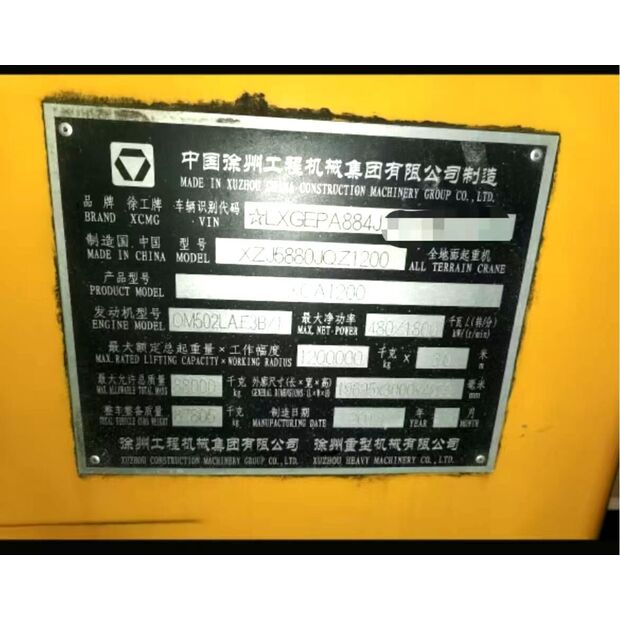 中国徐州工程机械集团有限公司制造
MADE IN XUZHOU CHINA CONSTRUCTION MACHINERY GROUP CO., LTD.
品牌 徐工牌 车辆识别代码 ☆LXGEPA884J
BRAND XCMG VIN
制造国.中国 型号 XZJ5880JQZ1200 全地面起重机
MADE IN CHINA MODEL ALL TERRAIN CRANE
产品型号
PRODUCT MODEL CA1200
发动机型号 OM502LA.E3B/1 最大净功率 480/1800 千瓦/(转/分)
ENGINE MODEL MAX. NET-POWER kW/(r/min)
最大额定总起重量×工作幅度 1200000 千克 × 米
MAX. RATED LIFTING CAPACITY×WORKING RADIUS kg m
最大允许总质量 88000 千克 外廓尺寸(长×宽×高) 毫米
MAX. ALLOWABLE TOTAL MASS kg GENERAL DIMENSIONS (L×W×H) mm
整车整备质量 千克 制造日期 年 月
kg MANUFACTURING DATE YEAR MONTH
徐州工程机械集团有限公司 徐州重型机械有限公司
XUZHOU CONSTRUCTION MACHINERY GROUP CO., LTD. XUZHOU HEAVY MACHINERY CO., LTD.